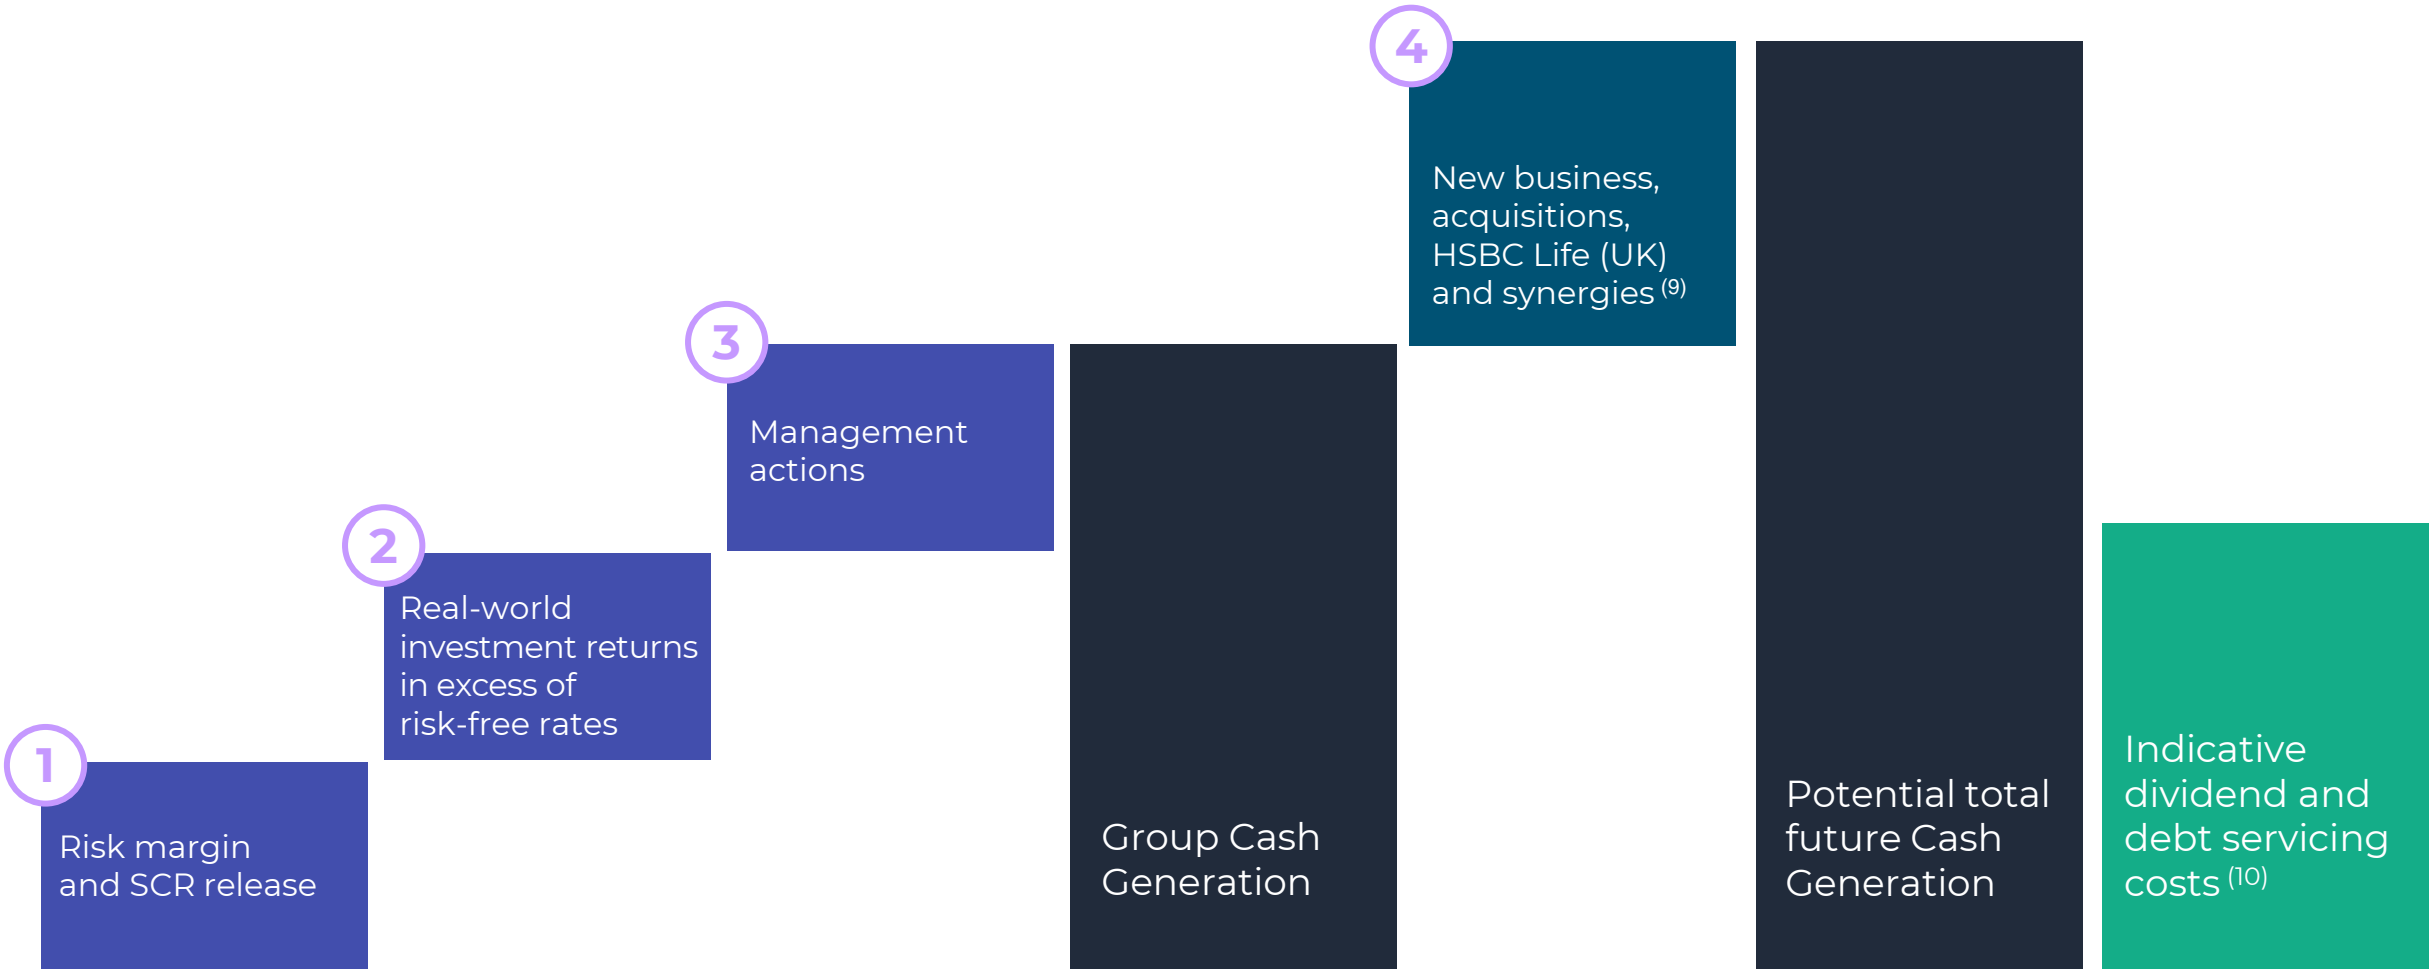 1
Risk margin
and SCR release
2
Real-world
investment returns
in excess of
risk-free rates
3
Management
actions
Group Cash
Generation
4
New business,
acquisitions,
HSBC Life (UK)
and synergies (9)
Potential total
future Cash
Generation
Indicative
dividend and
debt servicing
costs (10)